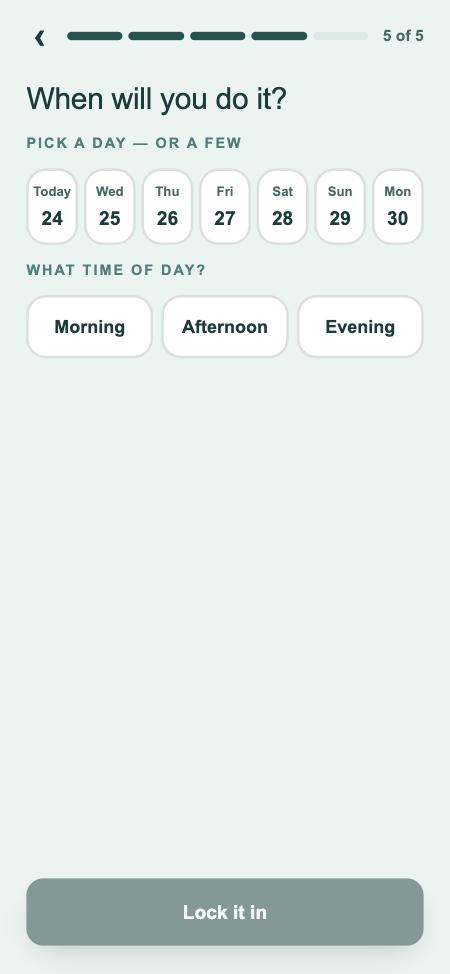 ‹ 5 of 5
When will you do it?
PICK A DAY — OR A FEW
Today Wed Thu Fri Sat Sun Mon
24 25 26 27 28 29 30
WHAT TIME OF DAY?
Morning Afternoon Evening
Lock it in